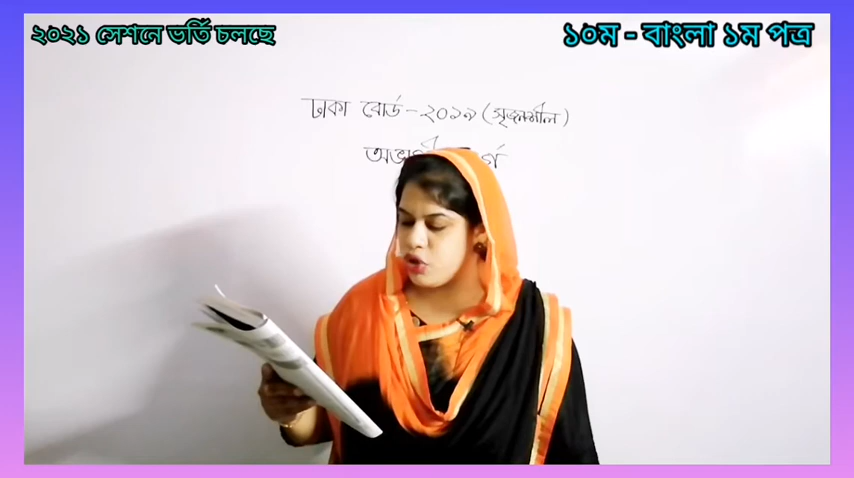 ২০২১ সেশনে ভর্তি চলছে
১০ম - বাংলা ১ম পত্র
ঢাকা বোর্ড - ২০১৯ (সৃজনশীল)